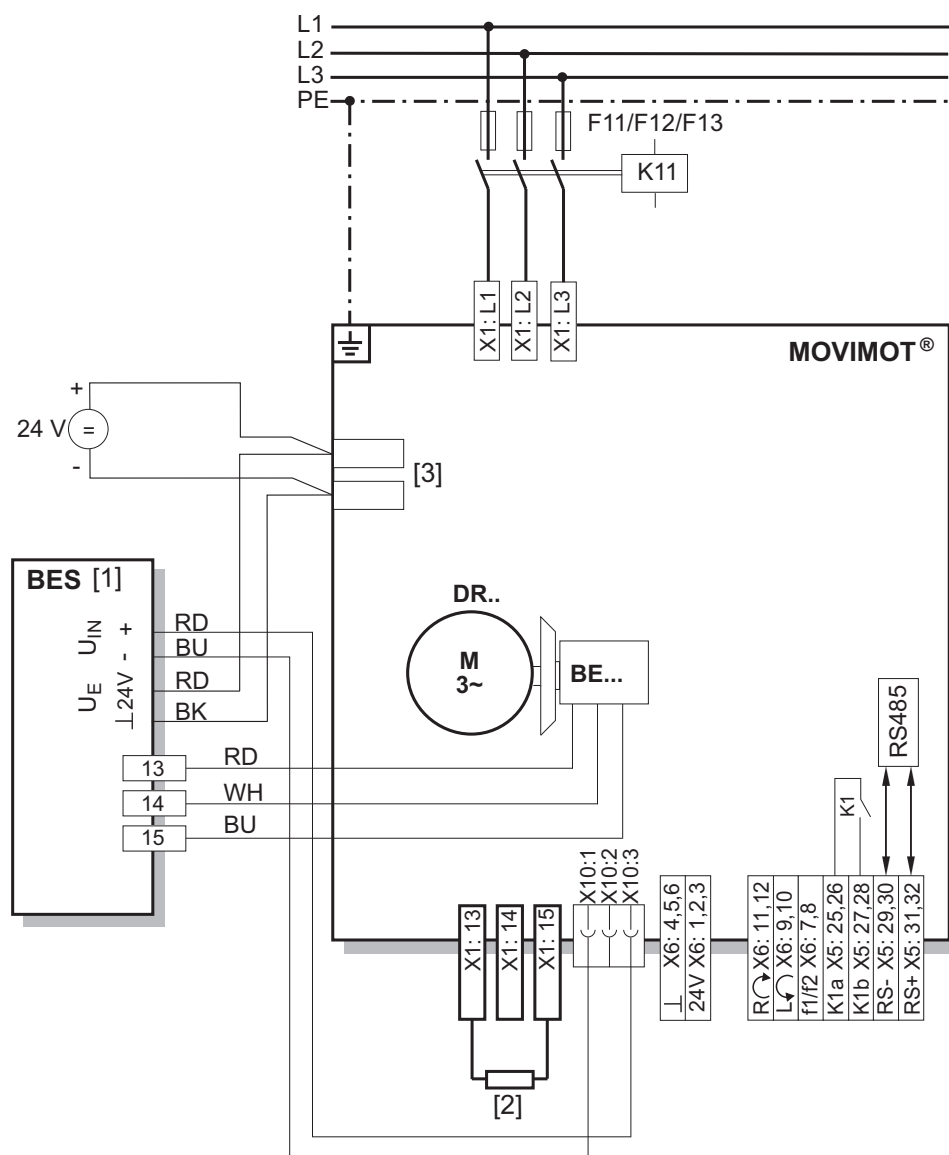 L1
L2
L3
PE
F11/F12/F13
K11
X1: L1
X1: L2
X1: L3
MOVIMOT®
+
24 V
=
-
[3]
BES [1]
UIN
+
-
UE
24V
⊥
RD
BU
RD
BK
13
14
15
RD
WH
BU
DR..
M
3~
BE...
RS485
K1
X10:1
X10:2
X10:3
X1: 13
X1: 14
X1: 15
[2]
⊥ X6: 4,5,6
24V X6: 1,2,3
R X6: 11,12
L X6: 9,10
f1/f2 X6: 7,8
K1a X5: 25,26
K1b X5: 27,28
RS- X5: 29,30
RS+ X5: 31,32